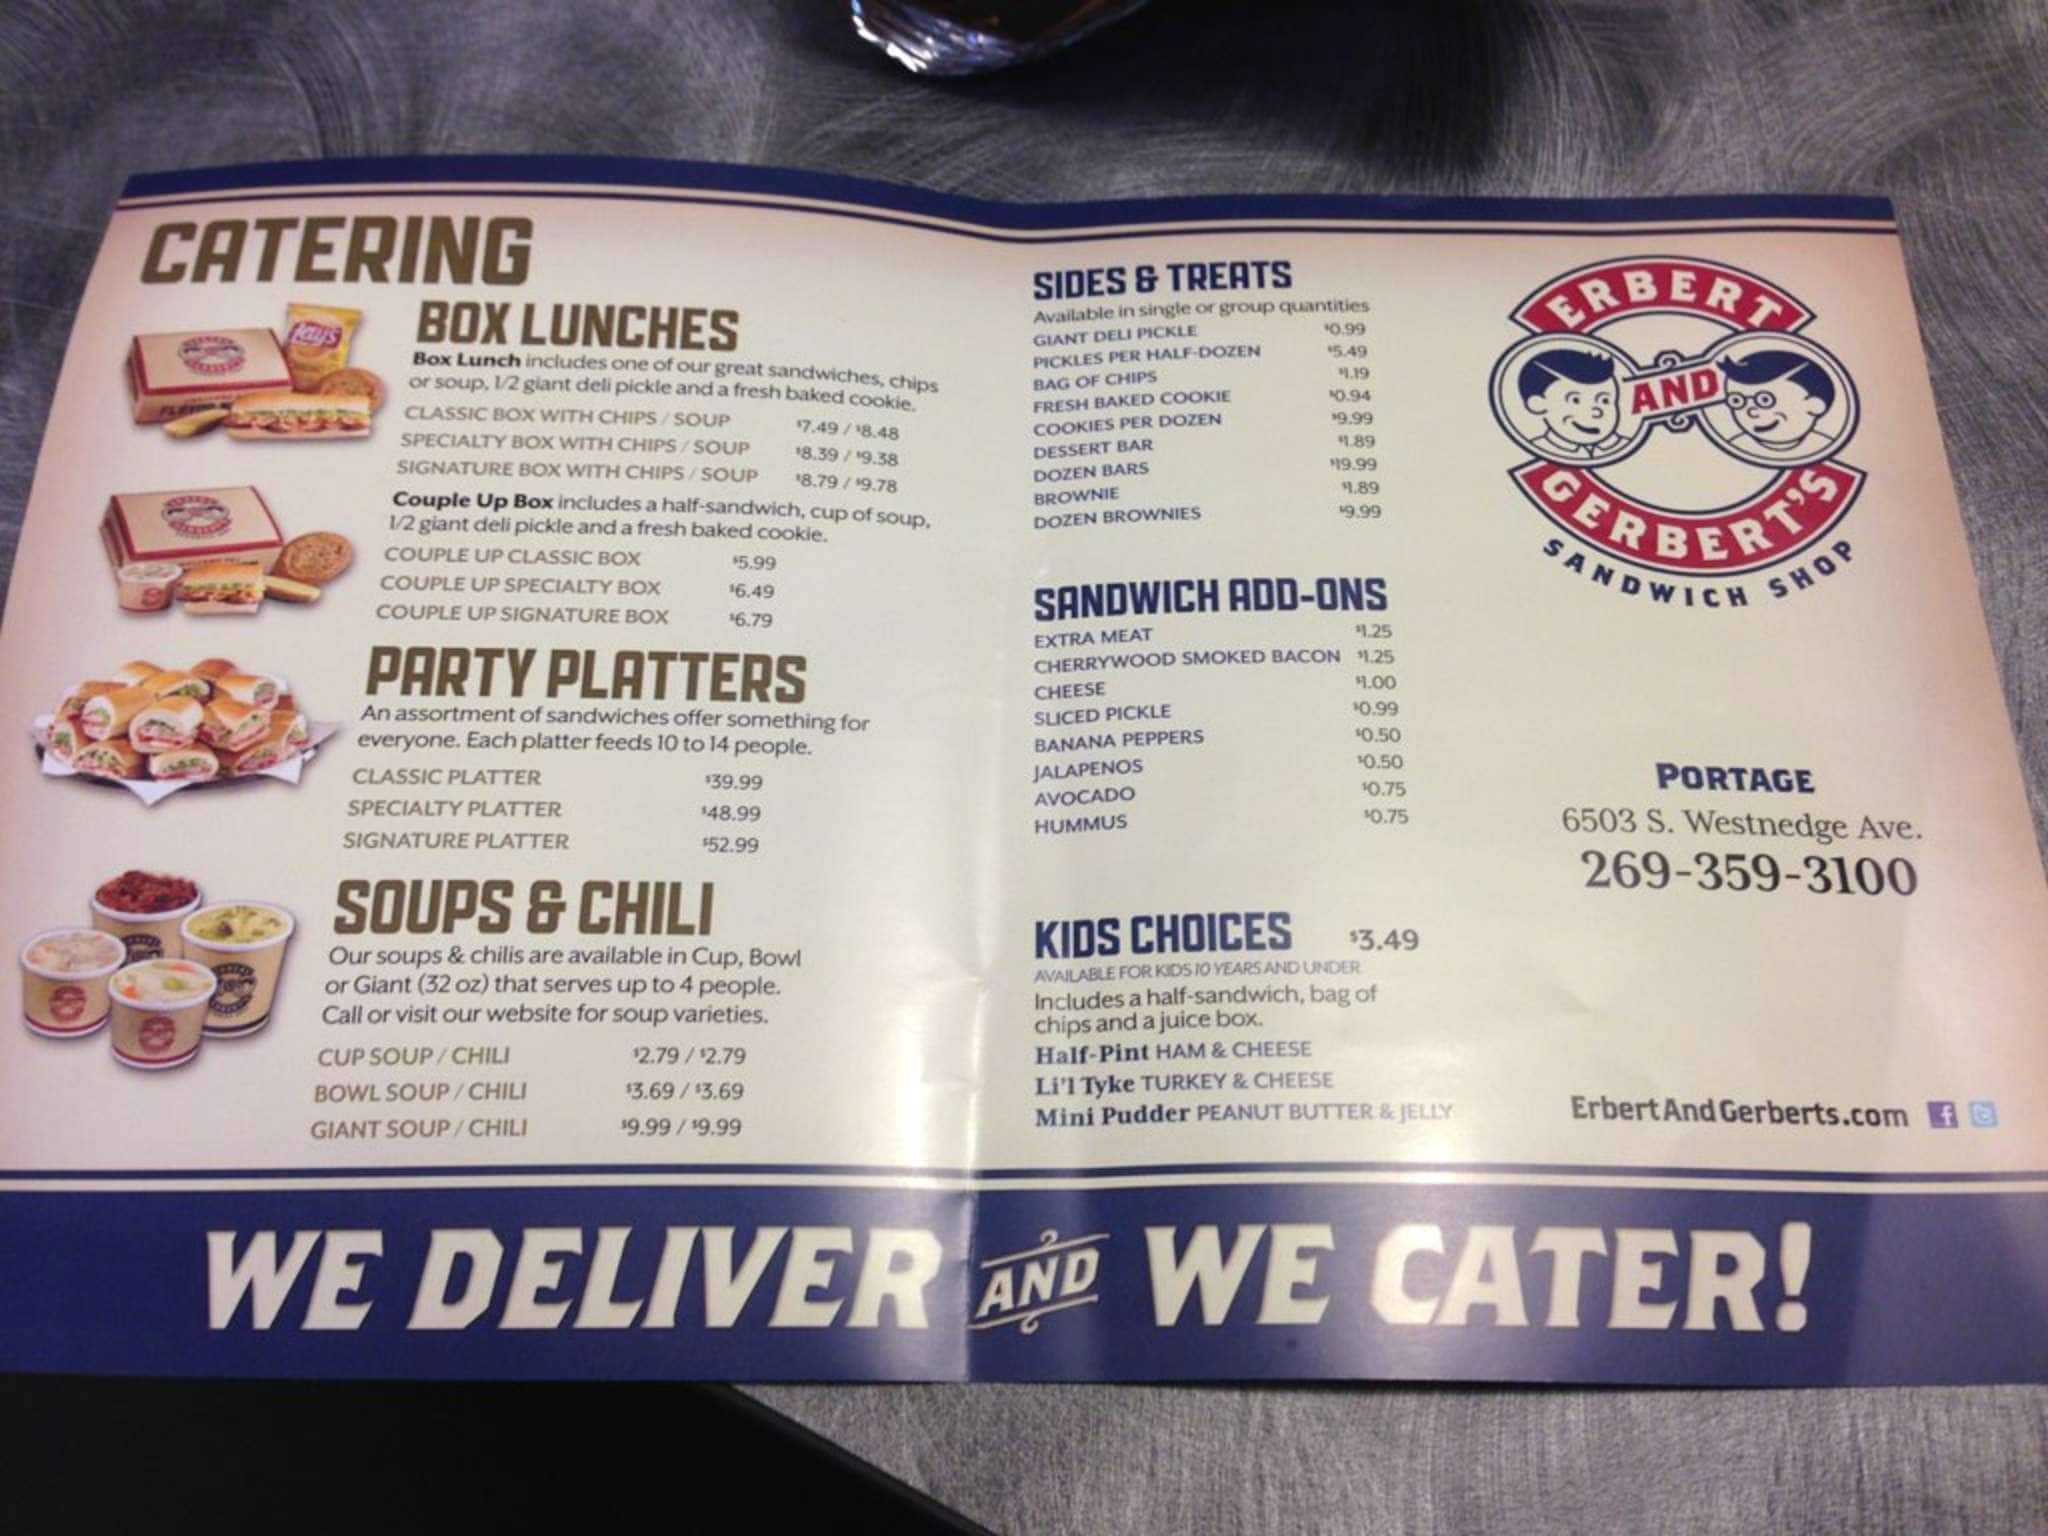 CATERING
BOX LUNCHES
Box Lunch includes one of our great sandwiches, chips
or soup, 1/2 giant deli pickle and a fresh baked cookie.
CLASSIC BOX WITH CHIPS / SOUP $7.49 / $8.48
SPECIALTY BOX WITH CHIPS / SOUP $8.39 / $9.38
SIGNATURE BOX WITH CHIPS / SOUP $8.79 / $9.78
Couple Up Box includes a half-sandwich, cup of soup,
1/2 giant deli pickle and a fresh baked cookie.
COUPLE UP CLASSIC BOX $5.99
COUPLE UP SPECIALTY BOX $6.49
COUPLE UP SIGNATURE BOX $6.79
PARTY PLATTERS
An assortment of sandwiches offer something for
everyone. Each platter feeds 10 to 14 people.
CLASSIC PLATTER $39.99
SPECIALTY PLATTER $48.99
SIGNATURE PLATTER $52.99
SOUPS & CHILI
Our soups & chilis are available in Cup, Bowl
or Giant (32 oz) that serves up to 4 people.
Call or visit our website for soup varieties.
CUP SOUP / CHILI $2.79 / $2.79
BOWL SOUP / CHILI $3.69 / $3.69
GIANT SOUP / CHILI $9.99 / $9.99
Lay's
SIDES & TREATS
Available in single or group quantities
GIANT DELI PICKLE $0.99
PICKLES PER HALF-DOZEN $5.49
BAG OF CHIPS $1.19
FRESH BAKED COOKIE $0.94
COOKIES PER DOZEN $9.99
DESSERT BAR $1.89
DOZEN BARS $19.99
BROWNIE $1.89
DOZEN BROWNIES $9.99
SANDWICH ADD-ONS
EXTRA MEAT $1.25
CHERRYWOOD SMOKED BACON $1.25
CHEESE $1.00
SLICED PICKLE $0.99
BANANA PEPPERS $0.50
JALAPENOS $0.50
AVOCADO $0.75
HUMMUS $0.75
KIDS CHOICES $3.49
AVAILABLE FOR KIDS 10 YEARS AND UNDER
Includes a half-sandwich, bag of
chips and a juice box.
Half-Pint HAM & CHEESE
Li'l Tyke TURKEY & CHEESE
Mini Pudder PEANUT BUTTER & JELLY
ERBERT
AND
GERBERT'S
SANDWICH SHOP
PORTAGE
6503 S. Westnedge Ave.
269-359-3100
ErbertAndGerberts.com
WE DELIVER AND WE CATER!